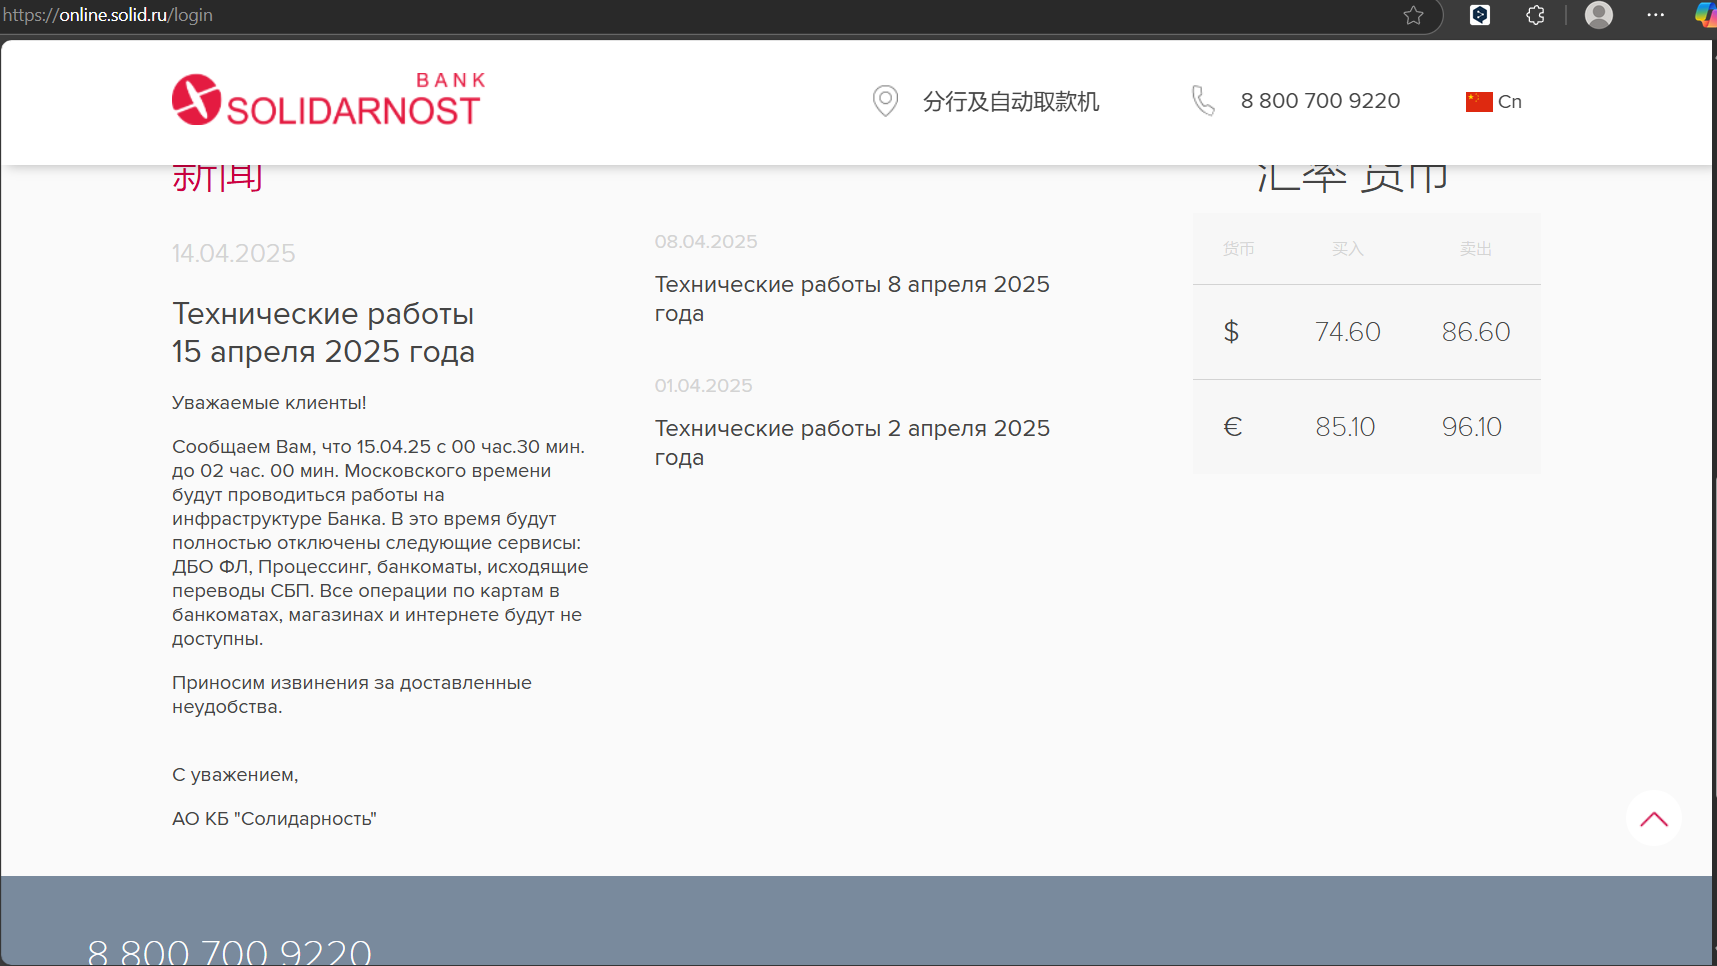 https://online.solid.ru/login
BANK
SOLIDARNOST
分行及自动取款机
8 800 700 9220
Cn
新闻
14.04.2025
Технические работы
15 апреля 2025 года
Уважаемые клиенты!
Сообщаем Вам, что 15.04.25 с 00 час.30 мин.
до 02 час. 00 мин. Московского времени
будут проводиться работы на
инфраструктуре Банка. В это время будут
полностью отключены следующие сервисы:
ДБО ФЛ, Процессинг, банкоматы, исходящие
переводы СБП. Все операции по картам в
банкоматах, магазинах и интернете будут не
доступны.
Приносим извинения за доставленные
неудобства.
С уважением,
АО КБ "Солидарность"
08.04.2025
Технические работы 8 апреля 2025
года
01.04.2025
Технические работы 2 апреля 2025
года
汇率 货币
货币 买入 卖出
$ 74.60 86.60
€ 85.10 96.10
8 800 700 9220